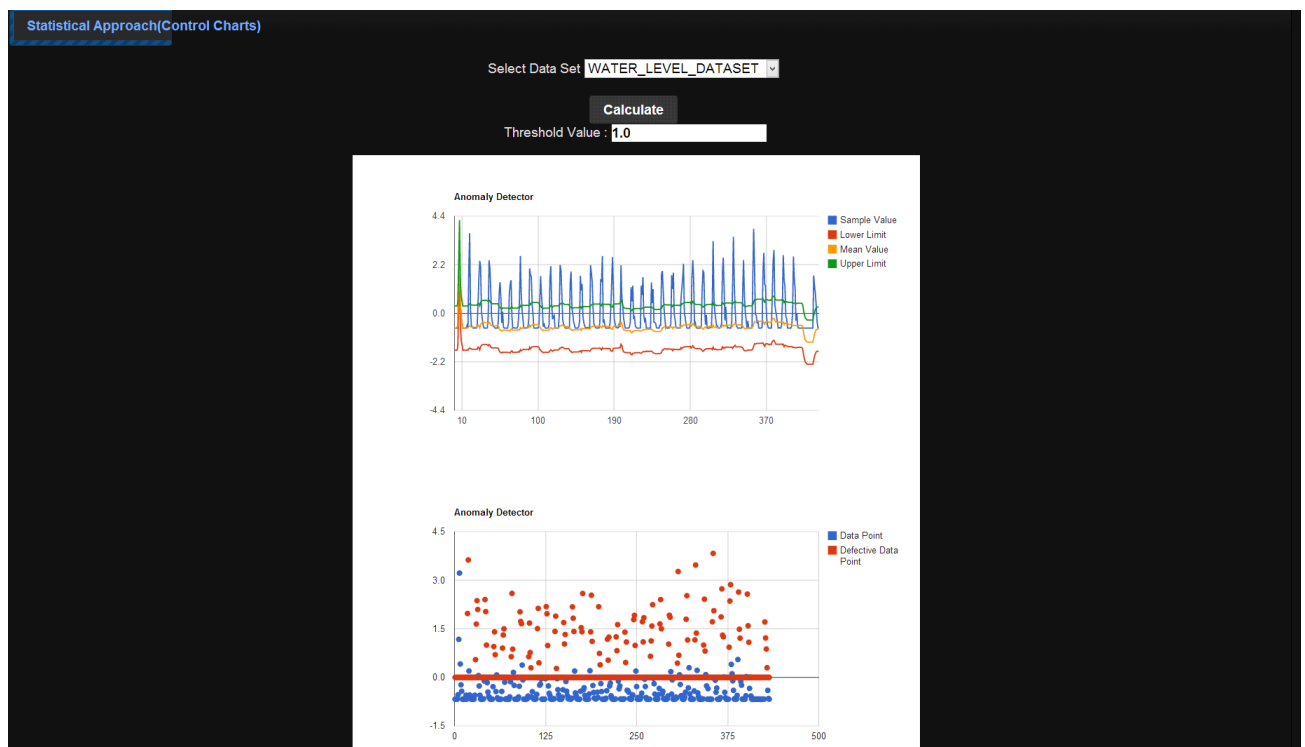 Statistical Approach(Control Charts)
Select Data Set WATER_LEVEL_DATASET
Calculate
Threshold Value : 1.0
Anomaly Detector
4.4
2.2
0.0
-2.2
-4.4
10 100 190 280 370
Sample Value
Lower Limit
Mean Value
Upper Limit
Anomaly Detector
4.5
3.0
1.5
0.0
-1.5
0 125 250 375 500
Data Point
Defective Data
Point